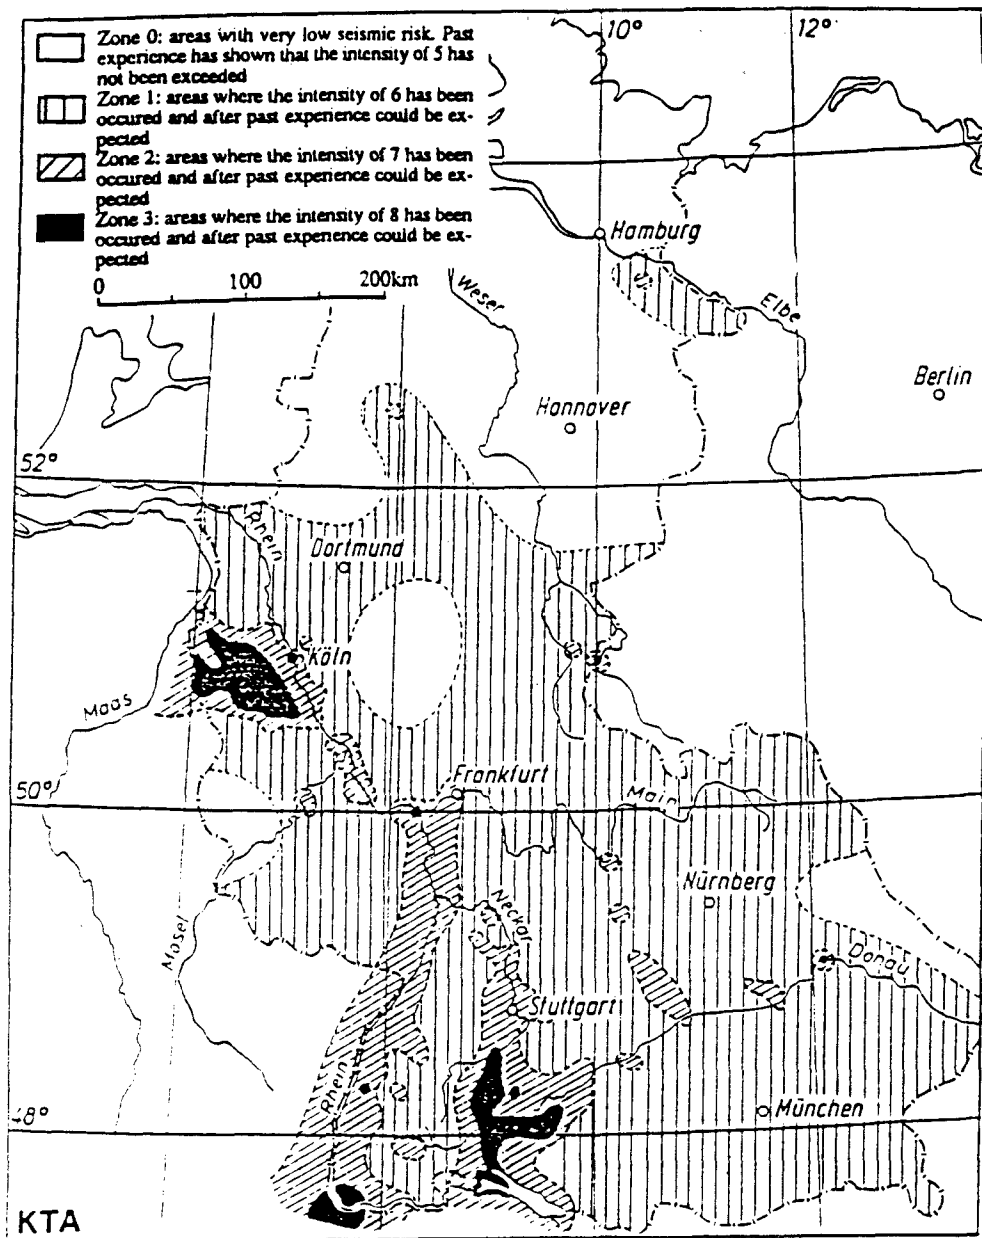 Zone 0: areas with very low seismic risk. Past
experience has shown that the intensity of 5 has
not been exceeded
Zone 1: areas where the intensity of 6 has been
occured and after past experience could be ex-
pected
Zone 2: areas where the intensity of 7 has been
occured and after past experience could be ex-
pected
Zone 3: areas where the intensity of 8 has been
occured and after past experience could be ex-
pected
0 100 200km
10° 12°
Hamburg
Weser
Elbe
Berlin
Hannover
52°
Rhein
Dortmund
Köln
Maas
50°
Frankfurt
Main
Nürnberg
Neckar
Mosel
Donau
Stuttgart
Rhein
48°
München
KTA